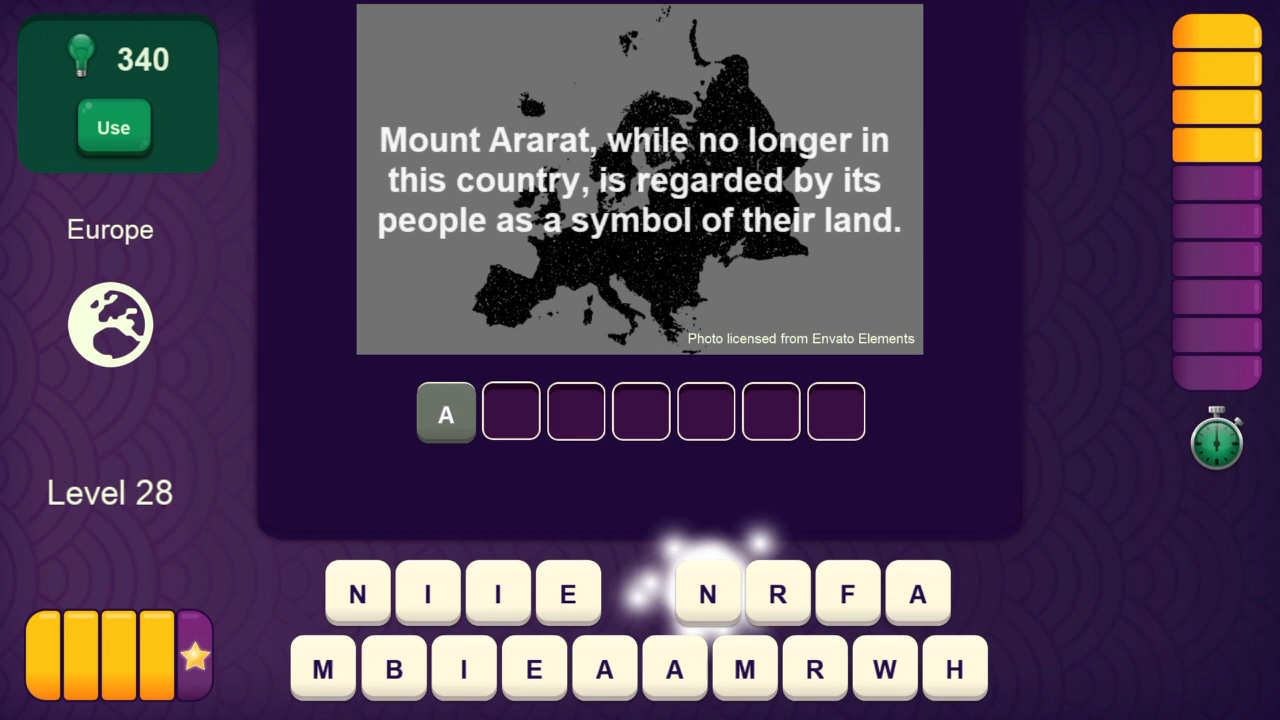 340
Use
Europe
Level 28
Mount Ararat, while no longer in
this country, is regarded by its
people as a symbol of their land.
Photo licensed from Envato Elements
A
N I I E N R F A
M B I E A A M R W H